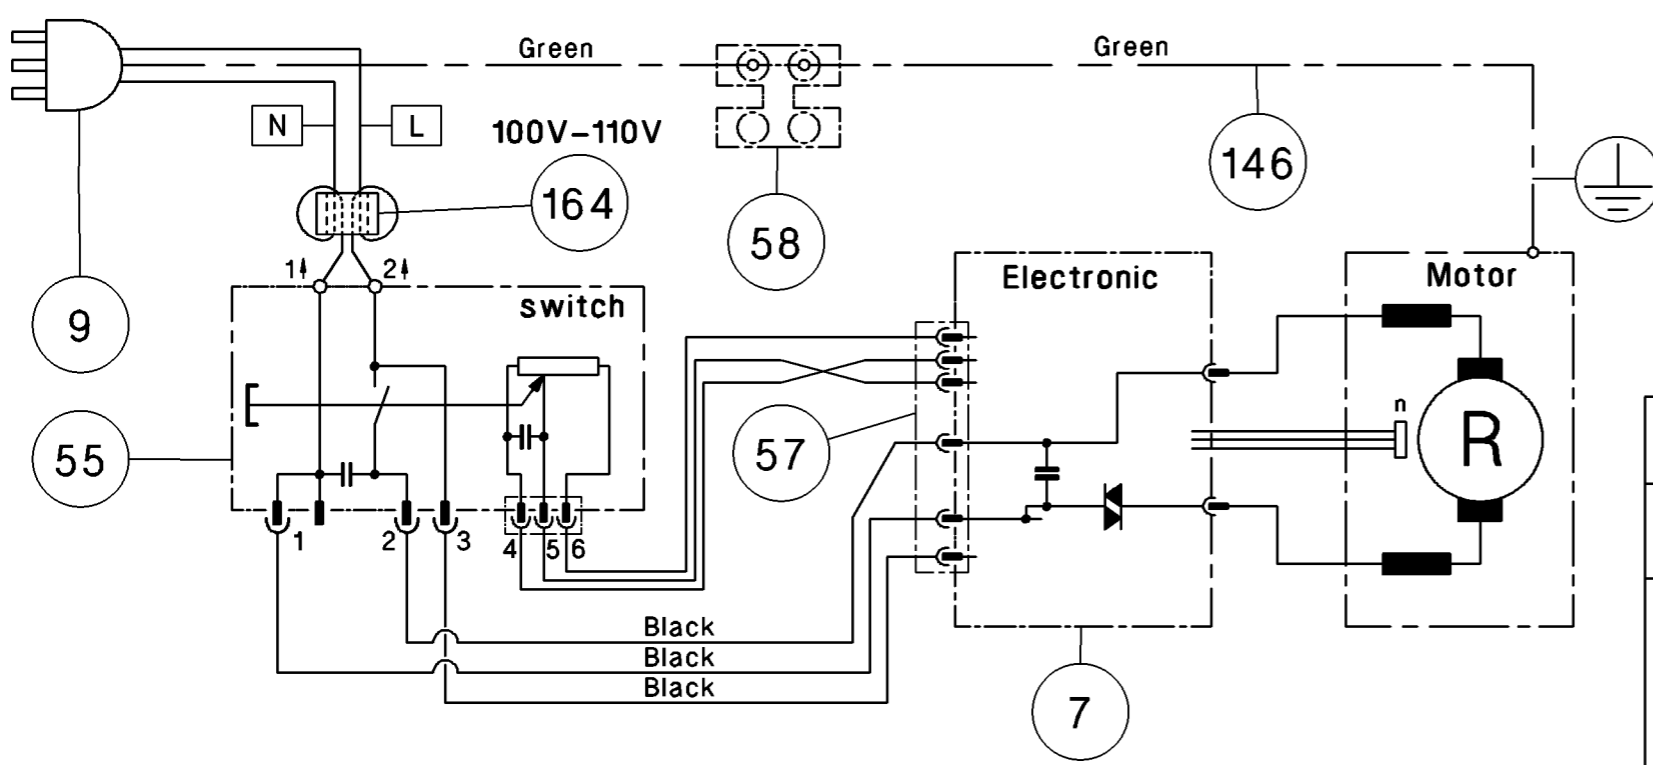 Green
Green
N
L
100V-110V
146
164
58
1
2
Electronic
Motor
9
switch
n
55
57
R
1
2
3
4
5
6
Black
Black
Black
7